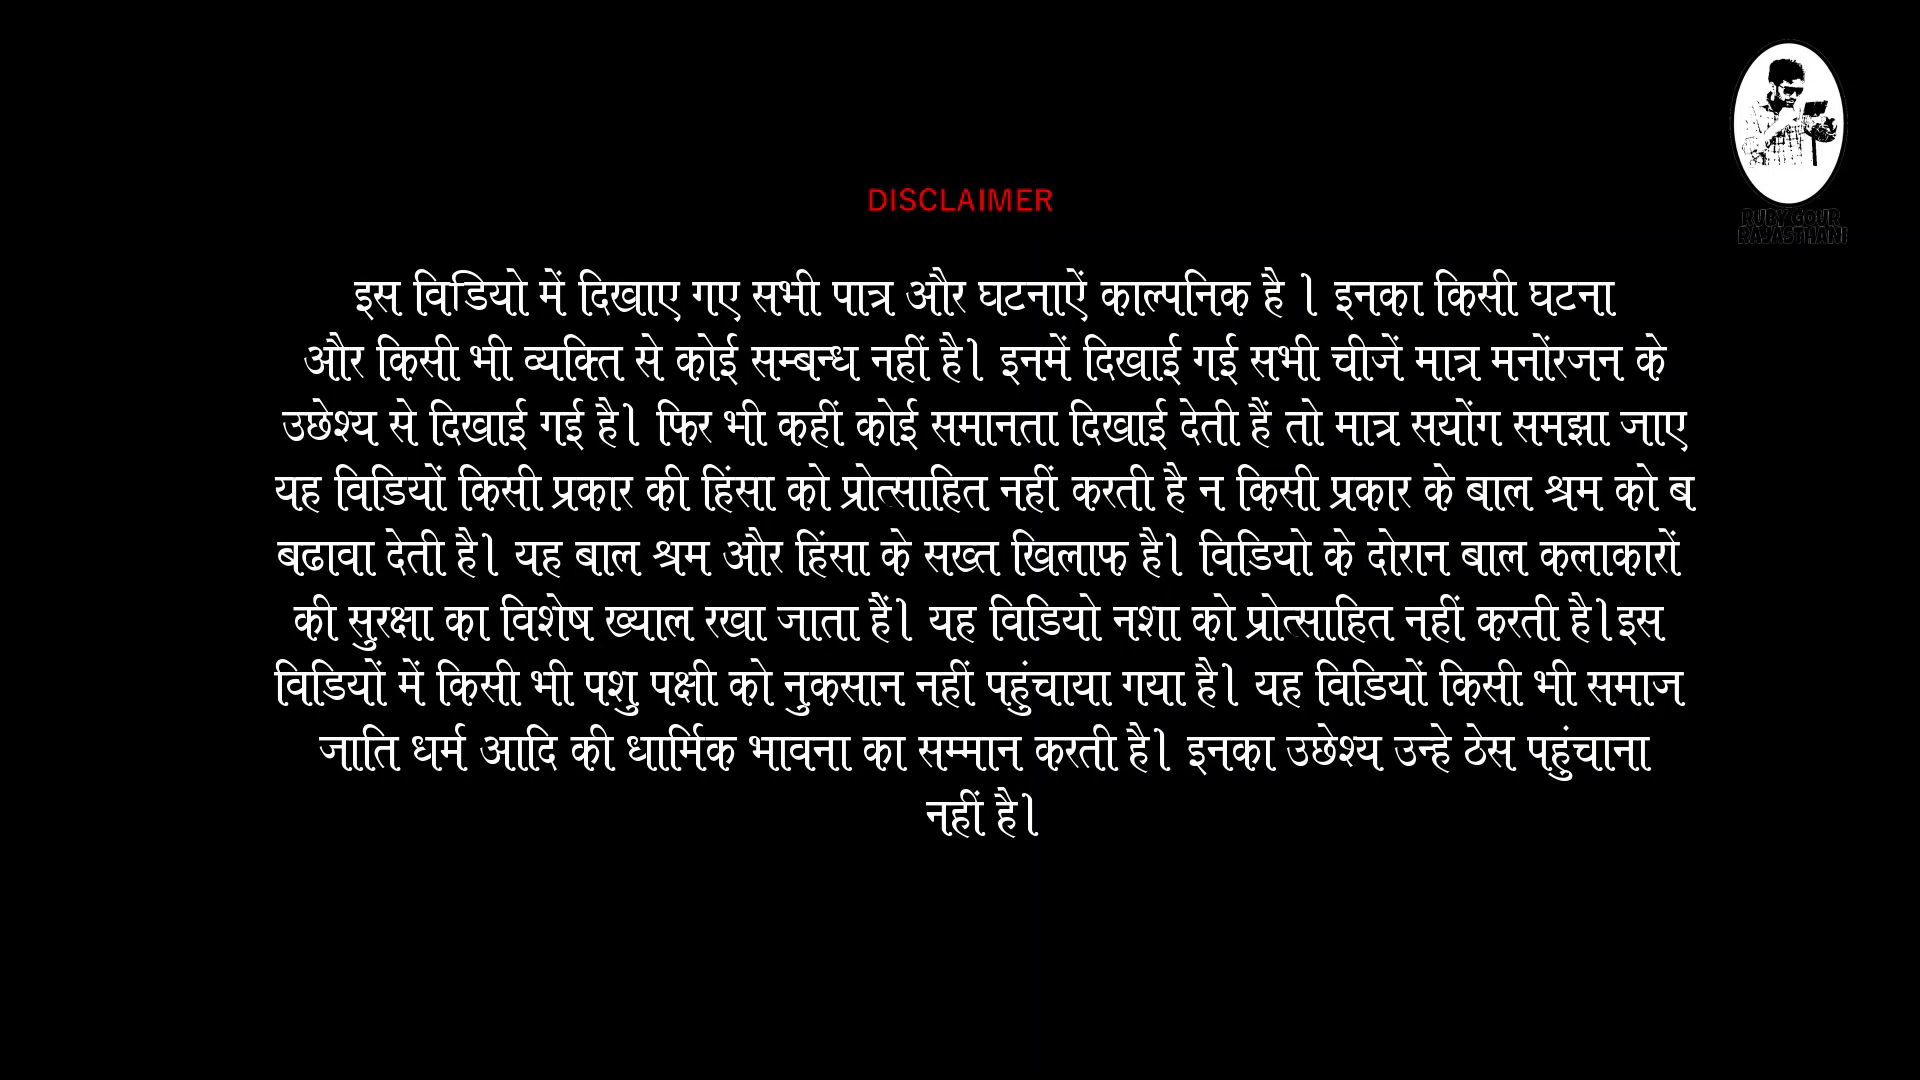 DISCLAIMER
इस विडियो में दिखाए गए सभी पात्र और घटनाऐं काल्पनिक है । इनका किसी घटना
और किसी भी व्यक्ति से कोई सम्बन्ध नहीं है। इनमें दिखाई गई सभी चीजें मात्र मनोंरजन के
उछेश्य से दिखाई गई है। फिर भी कहीं कोई समानता दिखाई देती हैं तो मात्र सयोंग समझा जाए
यह विडियों किसी प्रकार की हिंसा को प्रोत्साहित नहीं करती है न किसी प्रकार के बाल श्रम को ब
बढावा देती है। यह बाल श्रम और हिंसा के सख्त खिलाफ है। विडियो के दोरान बाल कलाकारों
की सुरक्षा का विशेष ख्याल रखा जाता हैं। यह विडियो नशा को प्रोत्साहित नहीं करती है।इस
विडियों में किसी भी पशु पक्षी को नुकसान नहीं पहुंचाया गया है। यह विडियों किसी भी समाज
जाति धर्म आदि की धार्मिक भावना का सम्मान करती है। इनका उछेश्य उन्हे ठेस पहुंचाना
नहीं है।
RUBY GOUR
RAJASTHANI